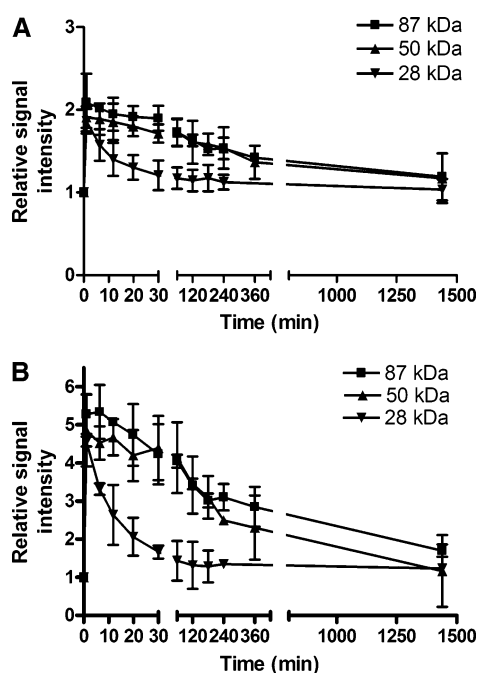 A
87 kDa
50 kDa
28 kDa
Relative signal
intensity
3
2
1
0
0 10 20 30 120 240 360 1000 1250 1500
Time (min)
B
87 kDa
50 kDa
28 kDa
Relative signal
intensity
6
5
4
3
2
1
0
0 10 20 30 120 240 360 1000 1250 1500
Time (min)